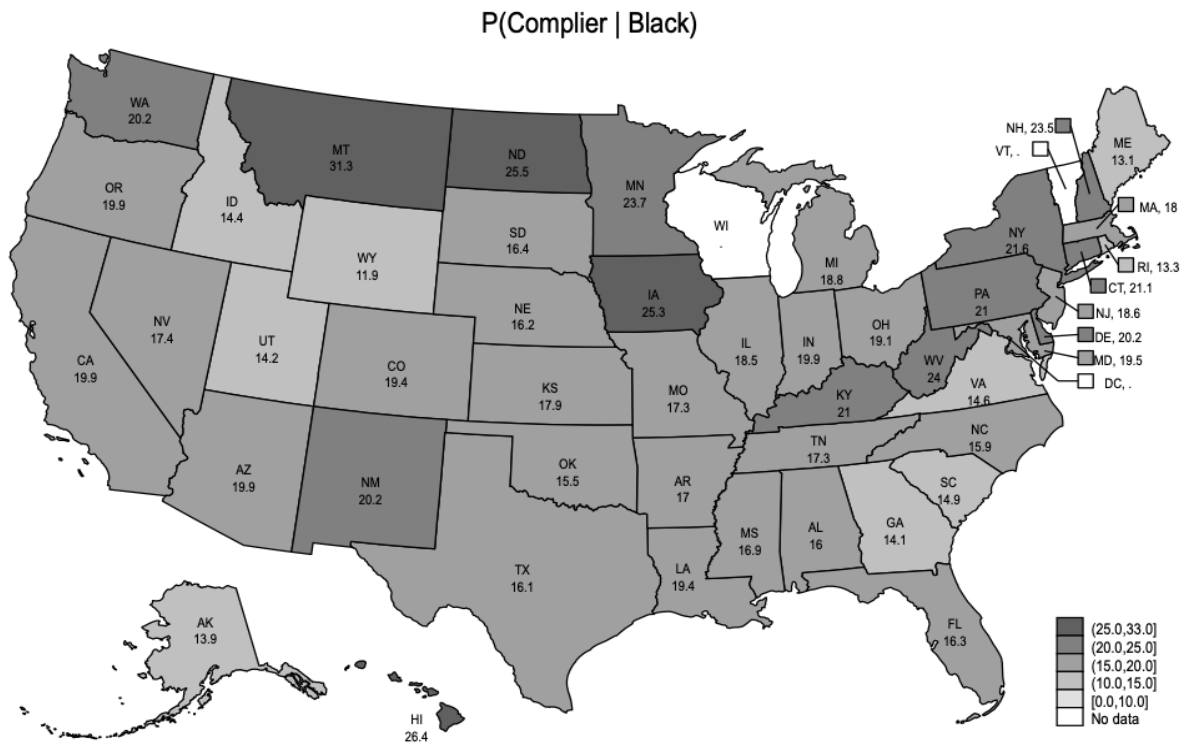 P(Complier | Black)
WA
20.2
MT
31.3
ND
25.5
MN
23.7
NH, 23.5
VT, .
ME
13.1
OR
19.9
ID
14.4
SD
16.4
WI
.
MI
18.8
NY
21.6
MA, 18
RI, 13.3
CT, 21.1
WY
11.9
NE
16.2
IA
25.3
PA
21
NJ, 18.6
DE, 20.2
MD, 19.5
DC, .
NV
17.4
UT
14.2
CO
19.4
IL
18.5
IN
19.9
OH
19.1
WV
24
VA
14.6
CA
19.9
KS
17.9
MO
17.3
KY
21
NC
15.9
TN
17.3
AZ
19.9
NM
20.2
OK
15.5
AR
17
SC
14.9
MS
16.9
AL
16
GA
14.1
TX
16.1
LA
19.4
FL
16.3
AK
13.9
HI
26.4
(25.0,33.0]
(20.0,25.0]
(15.0,20.0]
(10.0,15.0]
[0.0,10.0]
No data